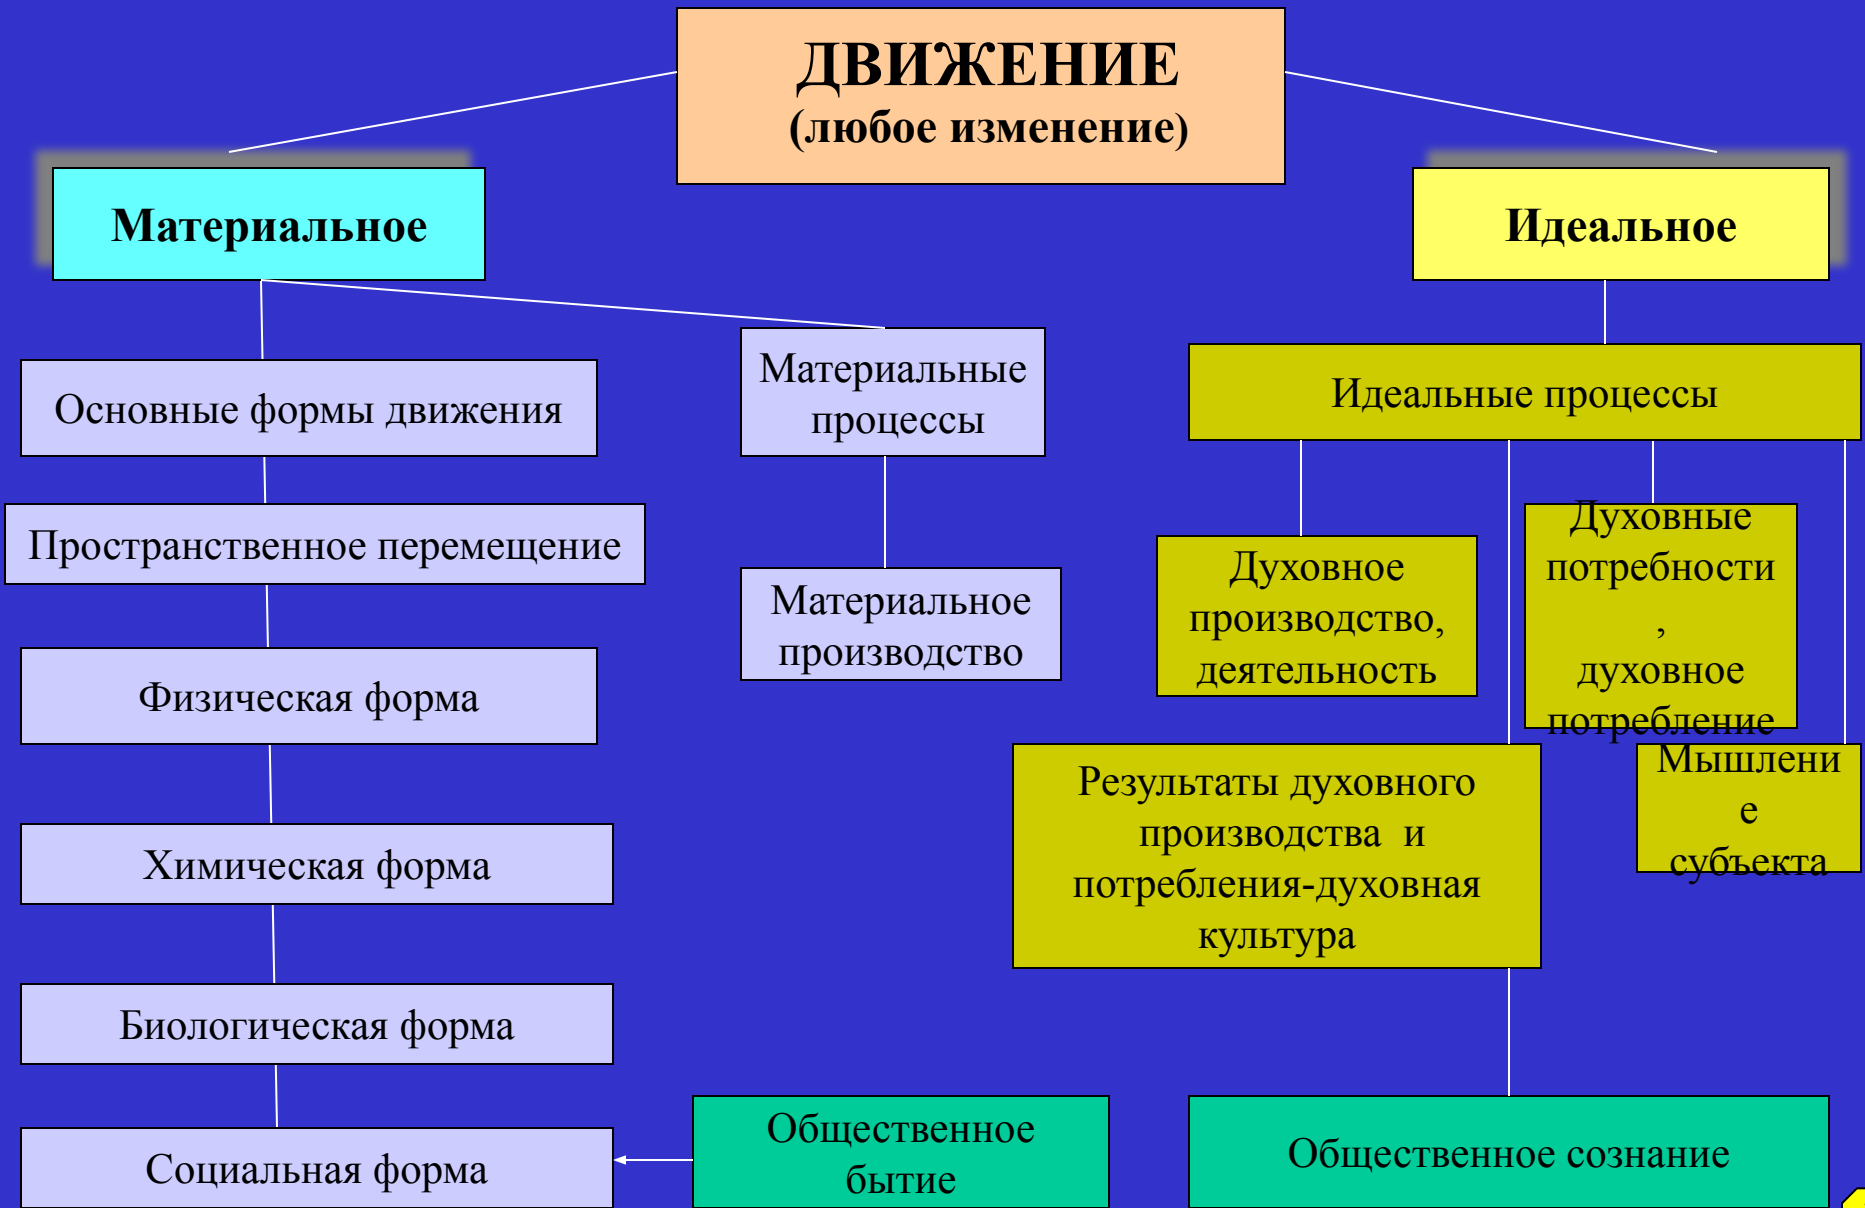 ДВИЖЕНИЕ
(любое изменение)
Материальное
Идеальное
Основные формы движения
Материальные
процессы
Идеальные процессы
Пространственное перемещение
Материальное
производство
Духовное
производство,
деятельность
Духовные
потребности
,
духовное
потребление
Физическая форма
Результаты духовного
производства и
потребления-духовная
культура
Мышлени
е
субъекта
Химическая форма
Биологическая форма
Социальная форма
Общественное
бытие
Общественное сознание